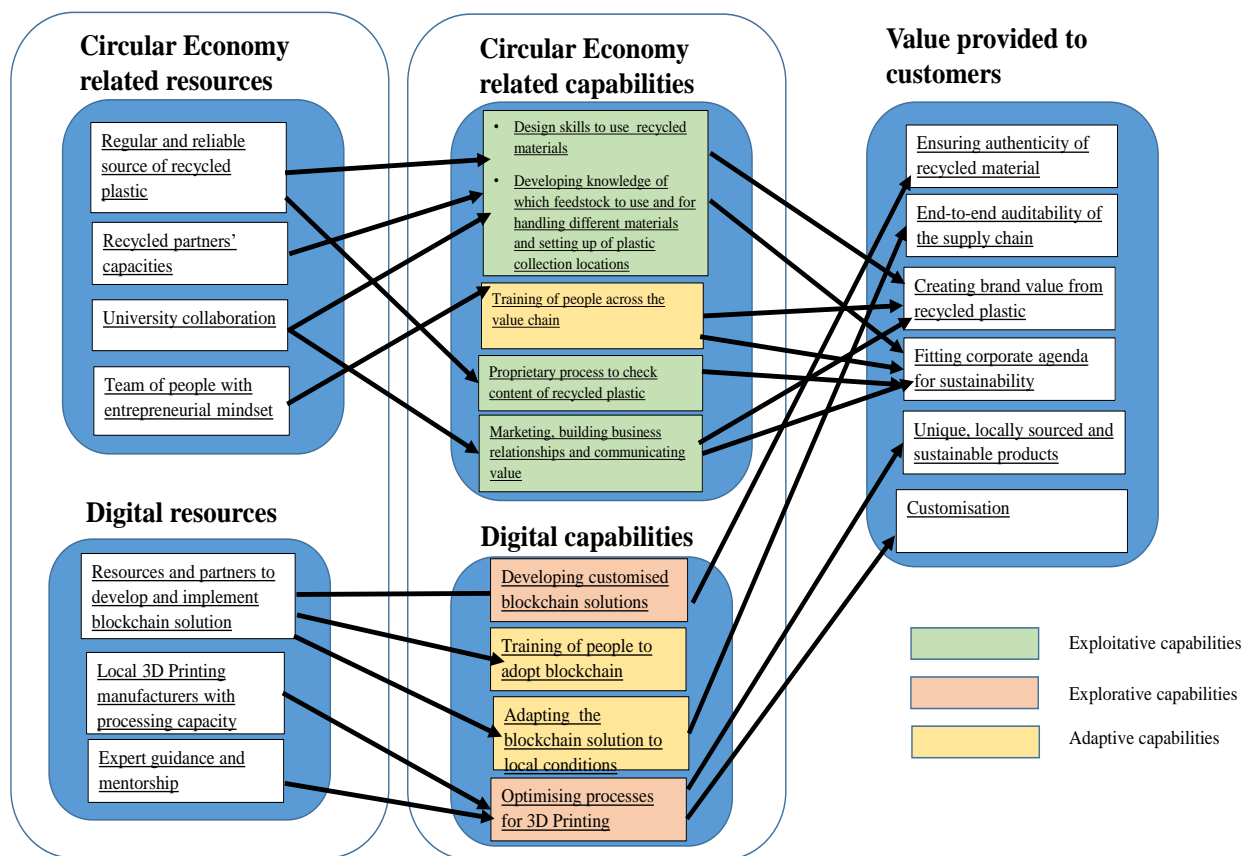 Circular Economy
related resources
Regular and reliable
source of recycled
plastic
Recycled partners'
capacities
University collaboration
Team of people with
entrepreneurial mindset
Digital resources
Resources and partners to
develop and implement
blockchain solution
Local 3D Printing
manufacturers with
processing capacity
Expert guidance and
mentorship
Circular Economy
related capabilities
• Design skills to use recycled
materials
• Developing knowledge of
which feedstock to use and for
handling different materials
and setting up of plastic
collection locations
Training of people across the
value chain
Proprietary process to check
content of recycled plastic
Marketing, building business
relationships and communicating
value
Digital capabilities
Developing customised
blockchain solutions
Training of people to
adopt blockchain
Adapting the
blockchain solution to
local conditions
Optimising processes
for 3D Printing
Value provided to
customers
Ensuring authenticity of
recycled material
End-to-end auditability of
the supply chain
Creating brand value from
recycled plastic
Fitting corporate agenda
for sustainability
Unique, locally sourced and
sustainable products
Customisation
Exploitative capabilities
Explorative capabilities
Adaptive capabilities